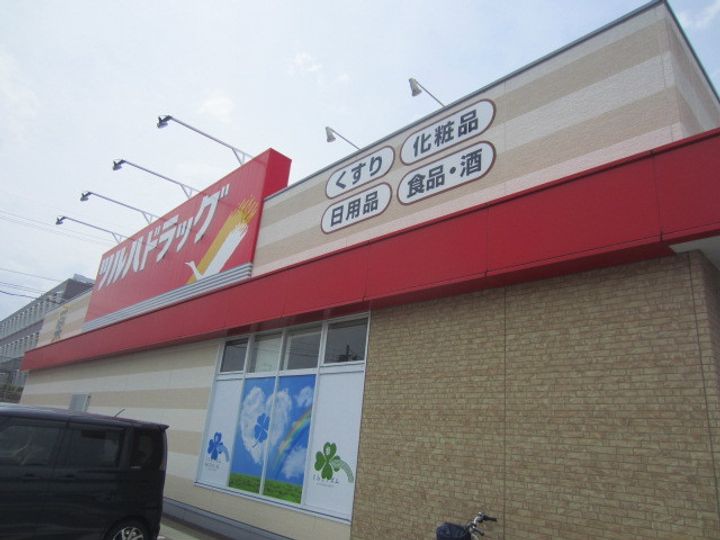 ツルハドラッグ
くすり
化粧品
日用品
食品・酒